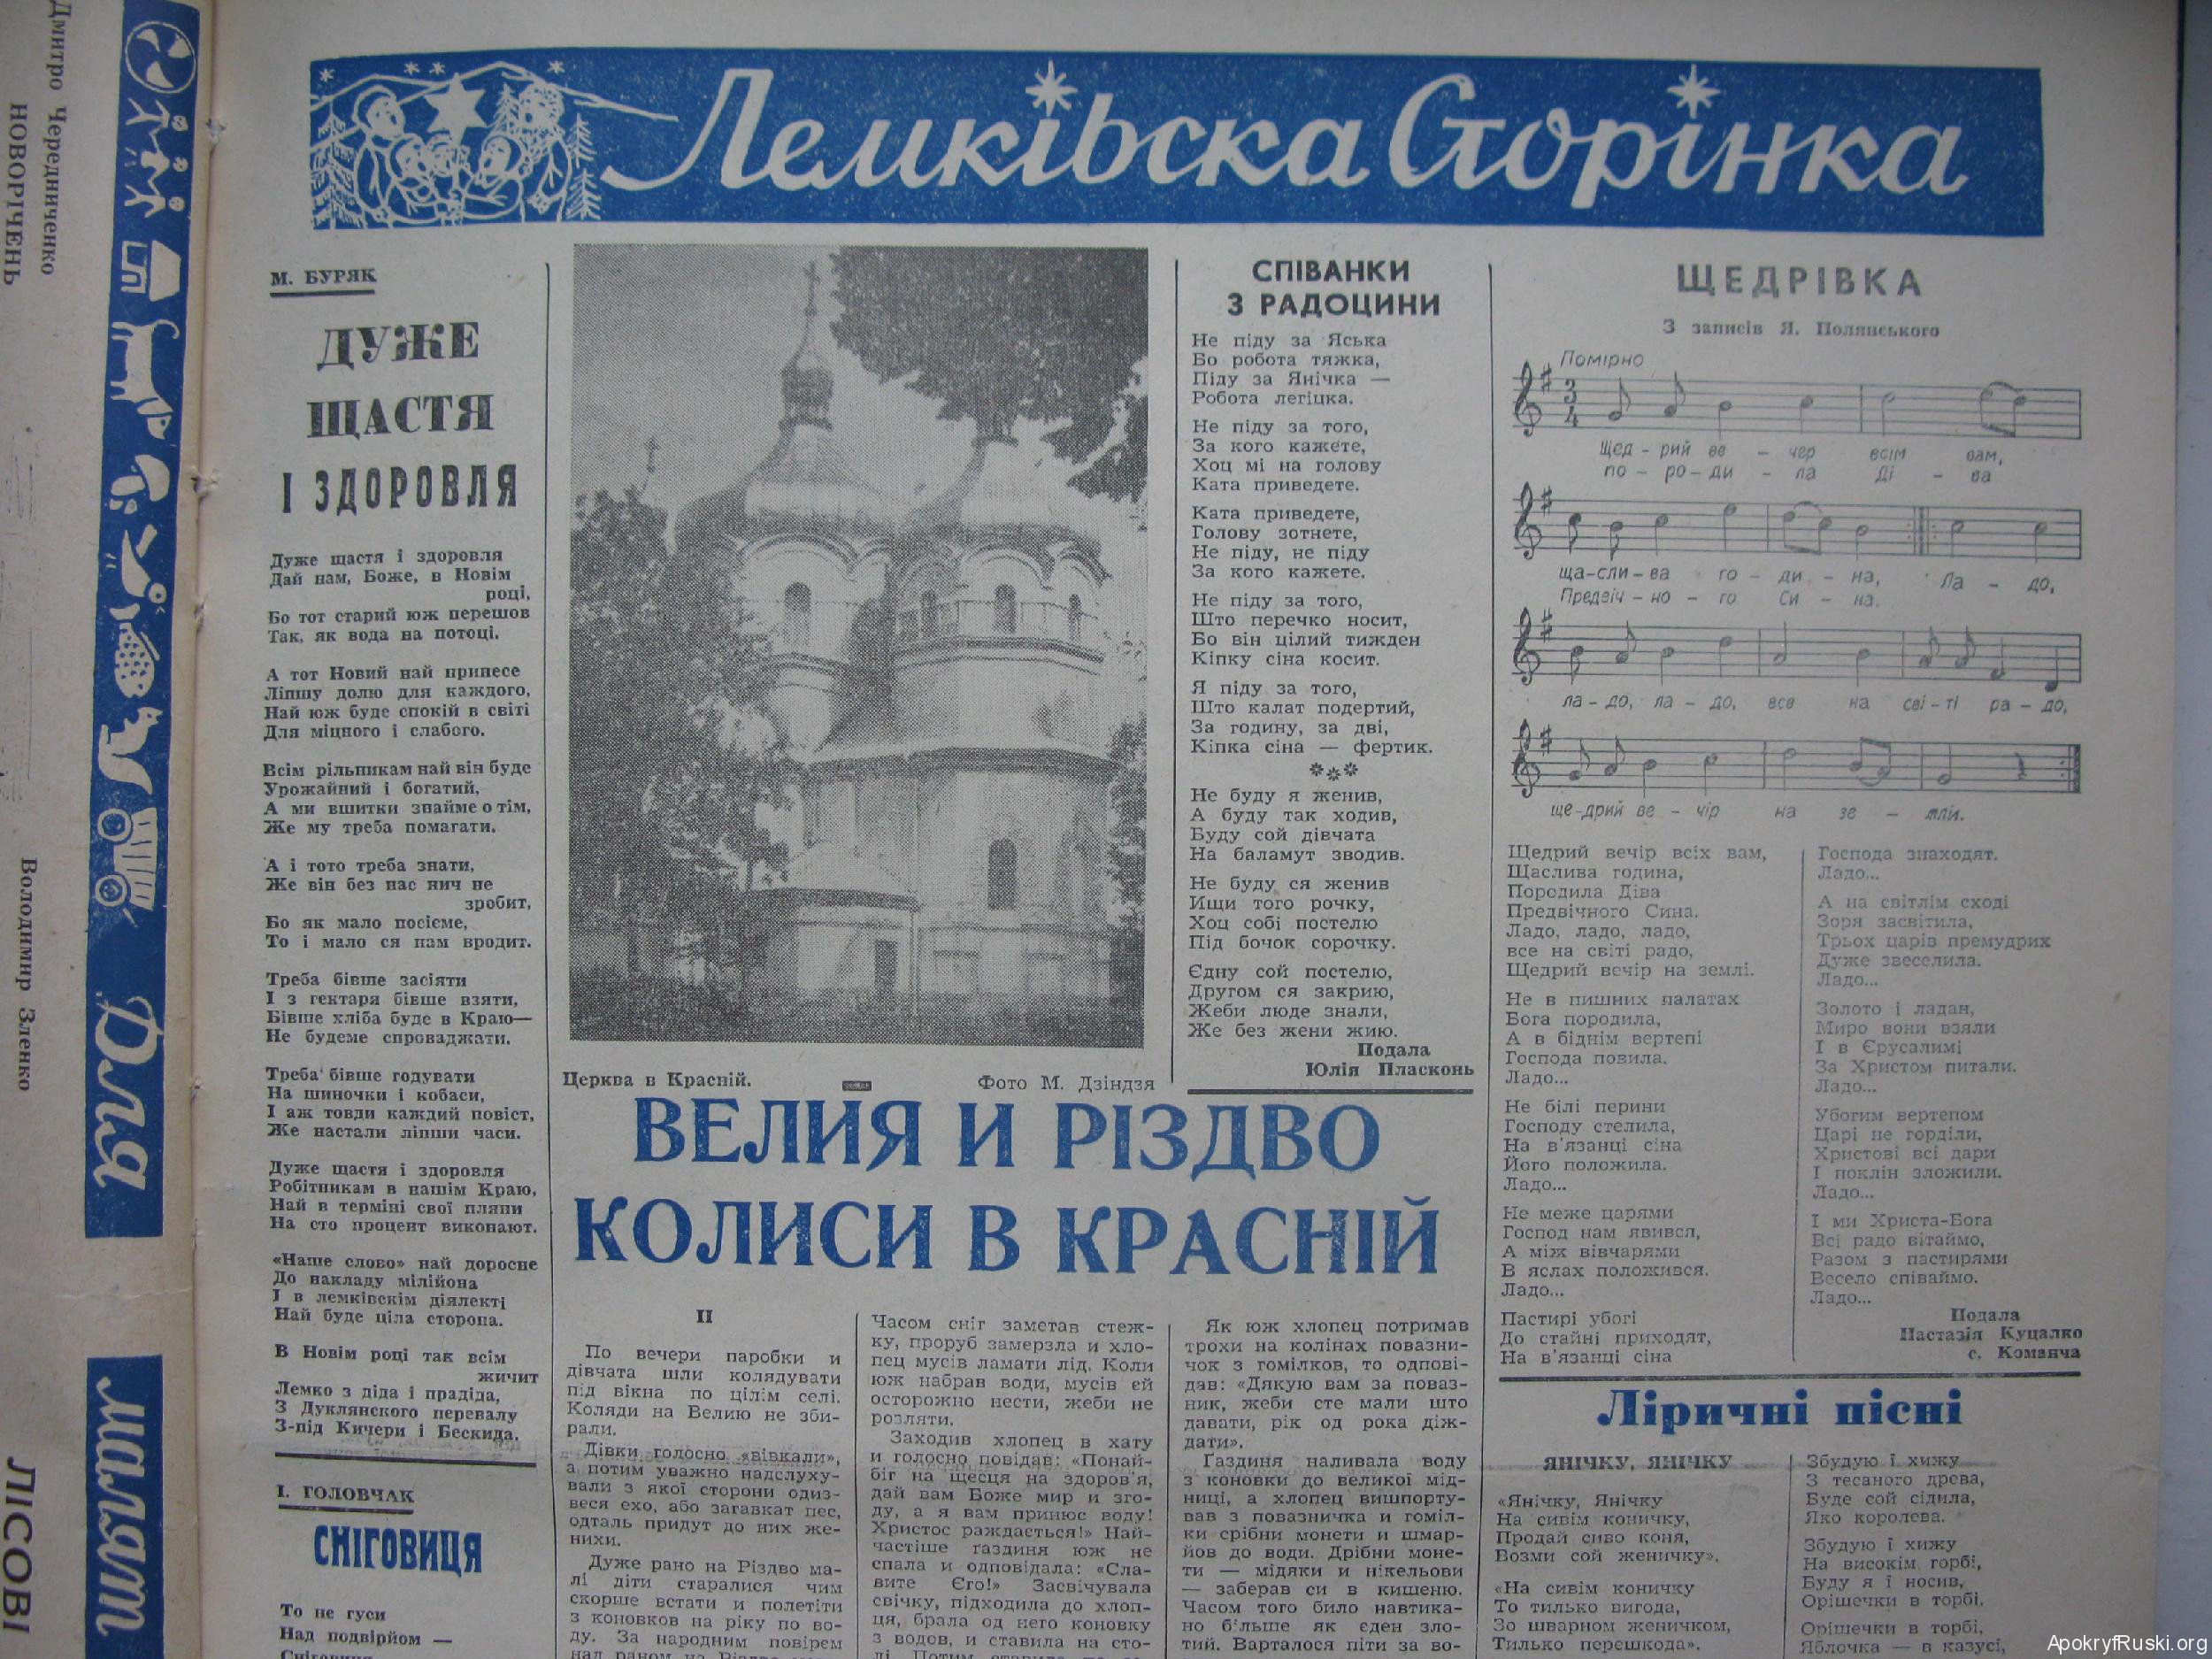 Дмитро Чередниченко
НОВОРІЧЕНЬ
Володимир Зленко
ЛІСОВІ
Для
малят
Лемківска Сторінка
М. БУРЯК
ДУЖЕ
ЩАСТЯ
І ЗДОРОВЛЯ
Дуже щастя і здоровля
Дай нам, Боже, в Новім
році,
Бо тот старий юж перешов
Так, як вода на потоці.
А тот Новий най принесе
Ліпшу долю для каждого,
Най юж буде спокій в світі
Для міцного і слабого.
Всім рільникам най він буде
Урожайний і богатий,
А ми вшитки знайме о тім,
Же му треба помагати.
А і тото треба знати,
Же він без нас нич не
зробит,
Бо як мало посієме,
То і мало ся нам вродит.
Треба бівше засіяти
І з гектара бівше взяти,
Бівше хліба буде в Краю—
Не будеме спроваджати.
Треба бівше годувати
На шиночки і кобаси,
І аж товди каждий повіст,
Же настали ліпши часи.
Дуже щастя і здоровля
Робітникам в нашім Краю,
Най в терміні свої пляни
На сто процент виконают.
«Наше слово» най доросне
До накладу мілійона
І в лемківскім діялекті
Най буде ціла сторона.
В Новім році так всім
жичит
Лемко з діда і прадіда,
З Дуклянского перевалу
З-під Кичери і Бескида.
І. ГОЛОВЧАК
СНІГОВИЦЯ
То не гуси
Над подвірйом —
Церква в Красній.
Фото М. Дзіндзя
СПІВАНКИ
З РАДОЦИНИ
Не піду за Яська
Бо робота тяжка,
Піду за Янічка —
Робота легіцка.
Не піду за того,
За кого кажете,
Хоц мі на голову
Ката приведете.
Ката приведете,
Голову зотнете,
Не піду, не піду
За кого кажете.
Не піду за того,
Што перечко носит,
Бо він цілий тижден
Кіпку сіна косит.
Я піду за того,
Што калат подертий,
За годину, за дві,
Кіпка сіна — фертик.
***
Не буду я женив,
А буду так ходив,
Буду сой дівчата
На баламут зводив.
Не буду ся женив
Ищи того рочку,
Хоц собі постелю
Під бочок сорочку.
Єдну сой постелю,
Другом ся закрию,
Жеби люде знали,
Же без жени жию.
Подала
Юлія Пласконь
ВЕЛИЯ И РІЗДВО
КОЛИСИ В КРАСНІЙ
II
По вечери паробки и
дівчата шли колядувати
під вікна по цілім селі.
Коляди на Велию не зби-
рали.
Дівки голосно «вівкали»,
а потим уважно надслуху-
вали з якої сторони одиз-
веся ехо, або загавкат пес,
одталь придут до них же-
нихи.
Дуже рано на Різдво ма-
лі діти старалися чим
скорше встати и полетіти
з коновков на ріку по во-
ду. За народним повірем
Часом сніг заметав стеж-
ку, проруб замерзла и хло-
пец мусів ламати лід. Коли
юж набрав води, мусів ей
осторожно нести, жеби не
розляти.
Заходив хлопец в хату
и голосно повідав: «Понай-
біг на щесця на здоров'я,
дай вам Боже мир и зго-
ду, а я вам принюс воду!
Христос раждається!» Най-
частіше газдиня юж не
спала и одповідала: «Сла-
вите Єго!» Засвічувала
свічку, підходила до хлоп-
ця, брала од него коновку
з водов, и ставила на сто-
Як юж хлопец потримав
трохи на колінах повазни-
чок з гомілков, то одпові-
дав: «Дякую вам за поваз-
ник, жеби сте мали што
давати, рік од рока діж-
дати».
Газдиня наливала воду
з коновки до великої мід-
ниці, а хлопец вишпорту-
вав з повазничка и гоміл-
ки срібни монети и шмар-
йов до води. Дрібни моне-
ти — мідяки и нікельови
— заберав си в кишеню.
Часом того било навтика-
но більше як еден зло-
тий. Варталося піти за во-
ЩЕДРІВКА
З записів Я. Полянського
Помірно
3
4
Щед - рий ве - чер всім вам,
по - ро - ди - ла Ді - ва
ща-сли-ва го - ди - на, Ла - до,
Предвіч - но - го Си - на.
ла - до, ла - до, все на сві - ті ра - до,
ще-дрий ве - чір на зе - млі.
Щедрий вечір всіх вам,
Щаслива година,
Породила Діва
Предвічного Сина.
Ладо, ладо, ладо,
все на світі радо,
Щедрий вечір на землі.
Не в пишних палатах
Бога породила,
А в біднім вертепі
Господа повила.
Ладо...
Не білі перини
Господу стелила,
На в'язанці сіна
Його положила.
Ладо...
Не меже царями
Господ нам явився,
А між вівчарями
В яслах положився.
Ладо...
Пастирі убогі
До стайні приходят,
На в'язанці сіна
Господа знаходят.
Ладо...
А на світлім сході
Зоря засвітила,
Трьох царів премудрих
Дуже звеселила.
Ладо...
Золото і ладан,
Миро вони взяли
І в Єрусалимі
За Христом питали.
Ладо...
Убогим вертепом
Царі не горділи,
Христові всі дари
І поклін зложили.
Ладо...
І ми Христа-Бога
Всі радо вітаймо,
Разом з пастирями
Весело співаймо.
Ладо...
Подала
Настазія Куцалко
с. Команча
Ліричні пісні
ЯНІЧКУ, ЯНІЧКУ
«Янічку, Янічку
На сивім коничку,
Продай сиво коня,
Возми сой женичку».
«На сивім коничку
То тилько вигода,
Зо шварном женичком,
Тилько перешкода».
Збудую ї хижу
З тесаного древа,
Буде сой сідила,
Яко королева.
Збудую ї хижу
На високім горбі,
Буду я ї носив,
Орішечки в торбі.
Орішечки в торбі,
Яблочка — в казусі,
ApokryfRuski.org